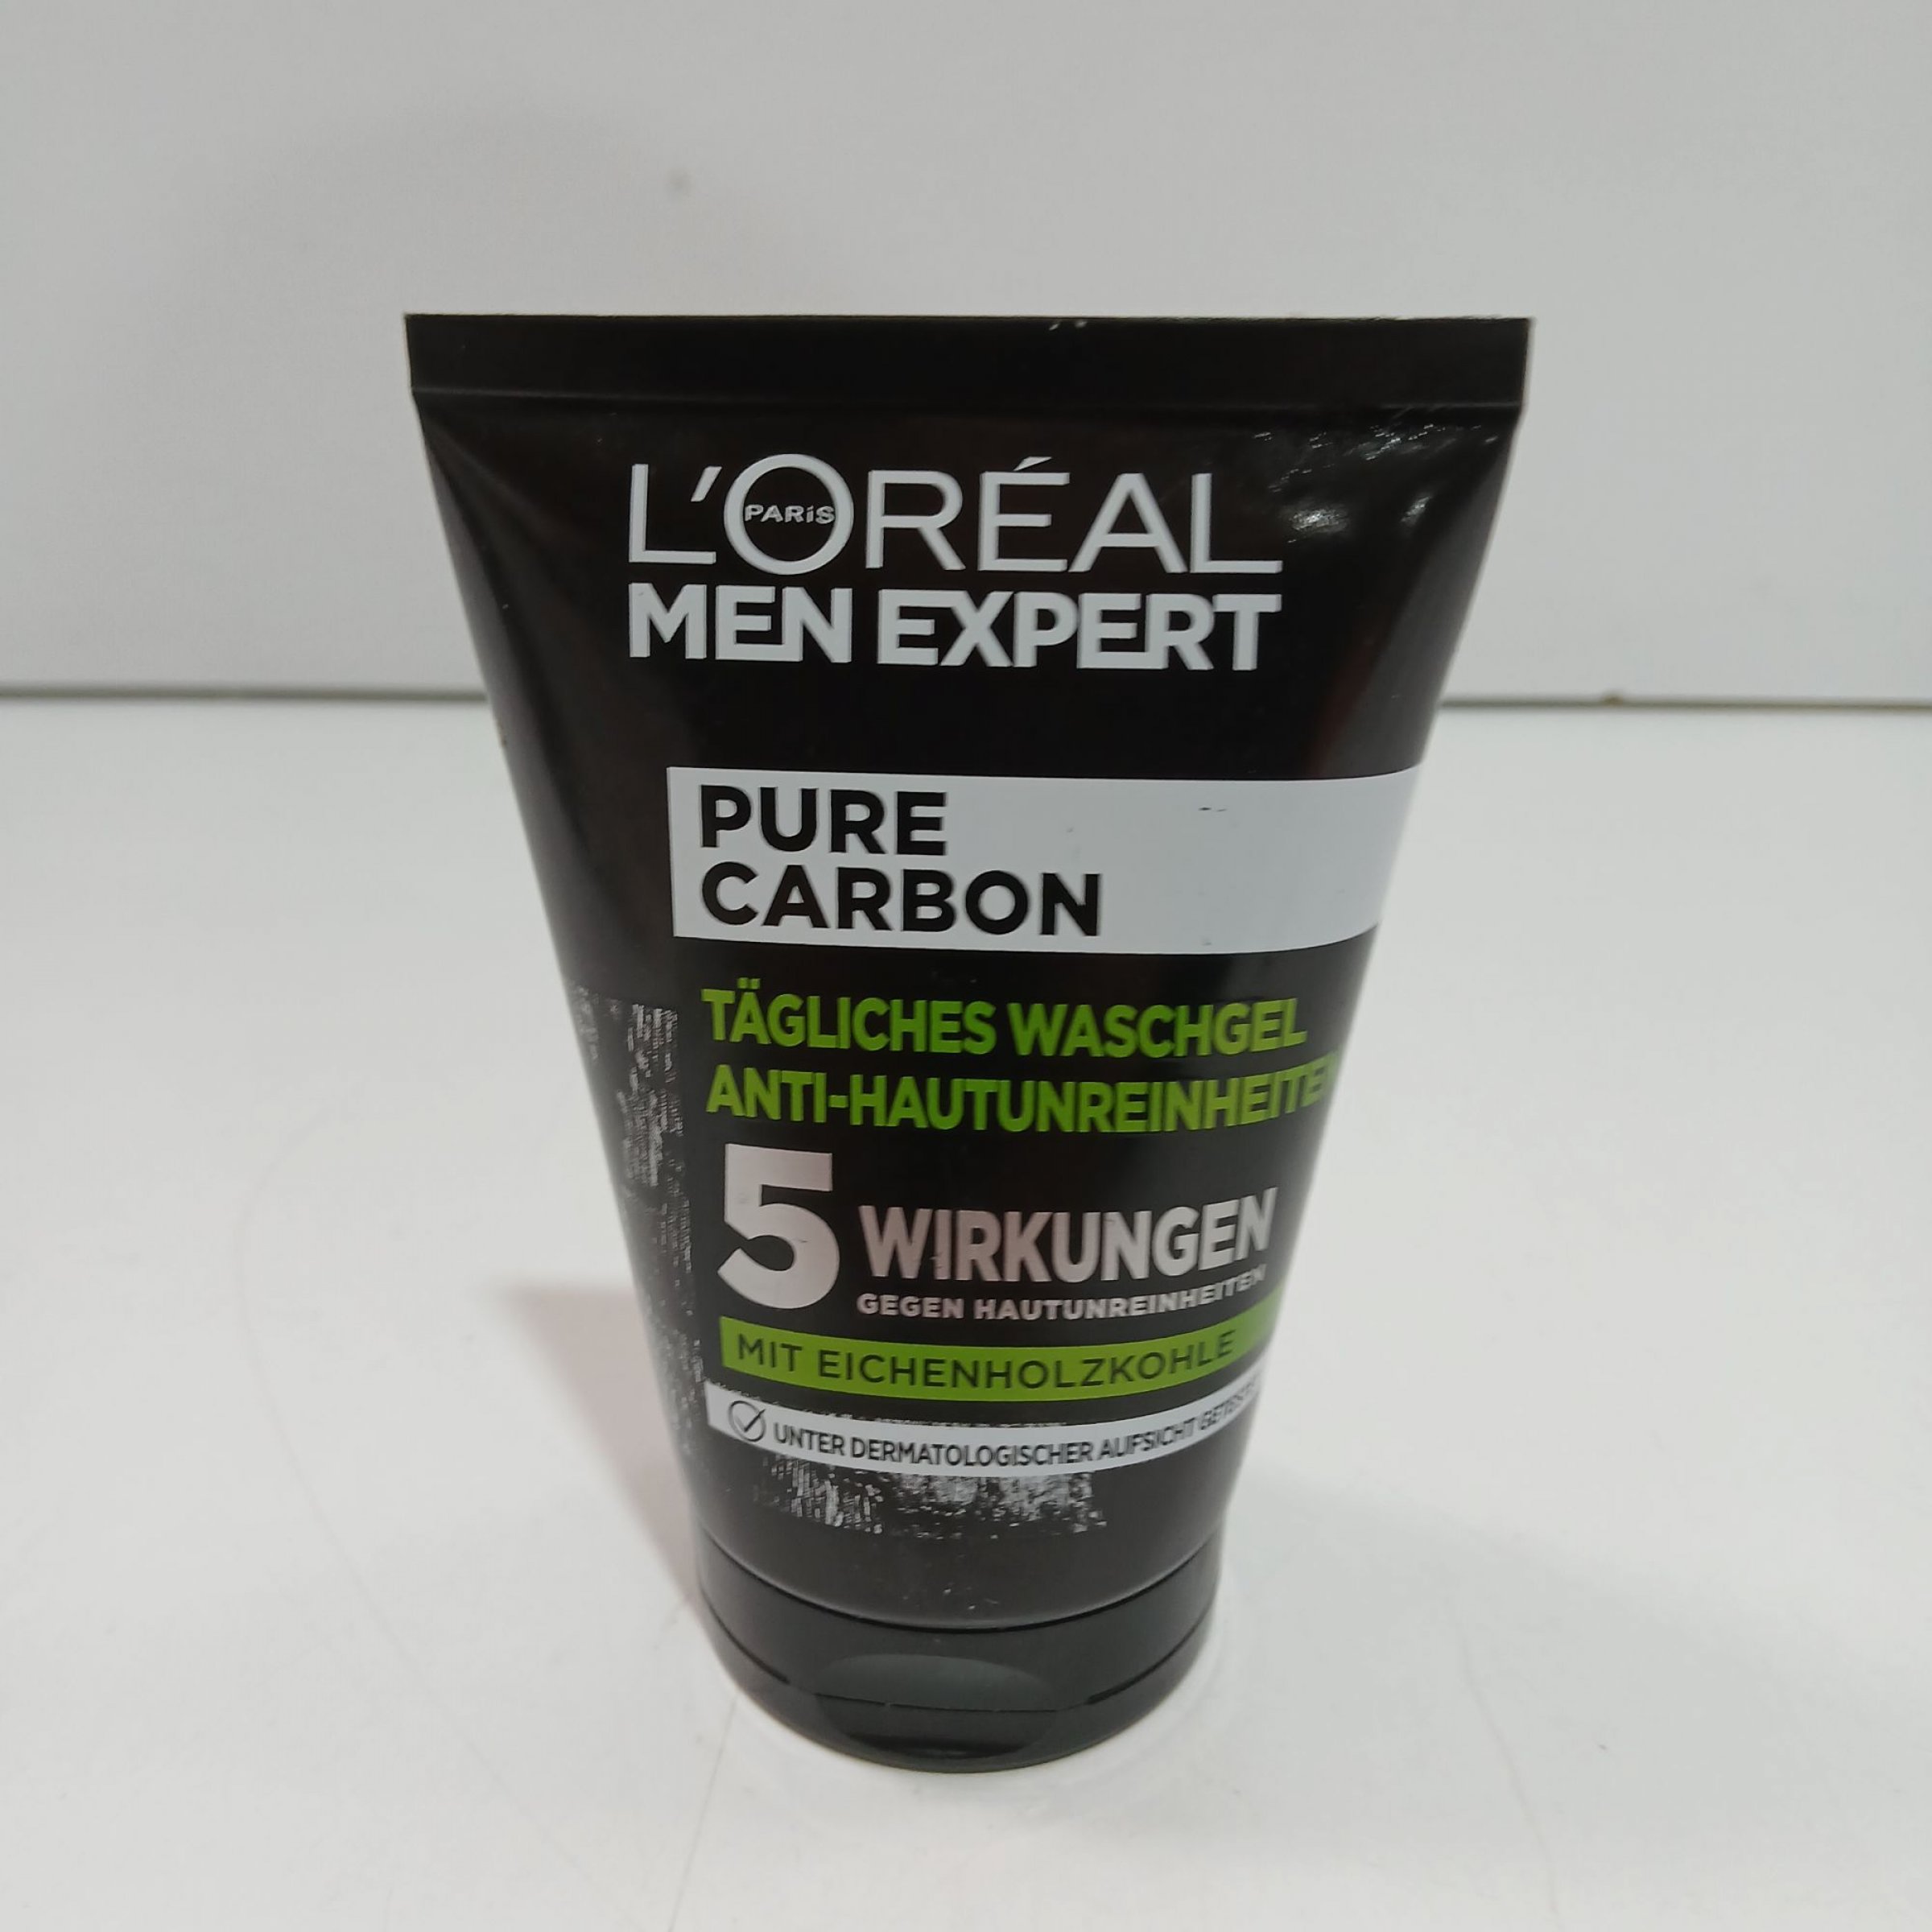 L'ORÉAL
PARIS
MEN EXPERT
PURE
CARBON
TÄGLICHES WASCHGEL
ANTI-HAUTUNREINHEITEN
5 WIRKUNGEN
GEGEN HAUTUNREINHEITEN
MIT EICHENHOLZKOHLE
UNTER DERMATOLOGISCHER AUFSICHT